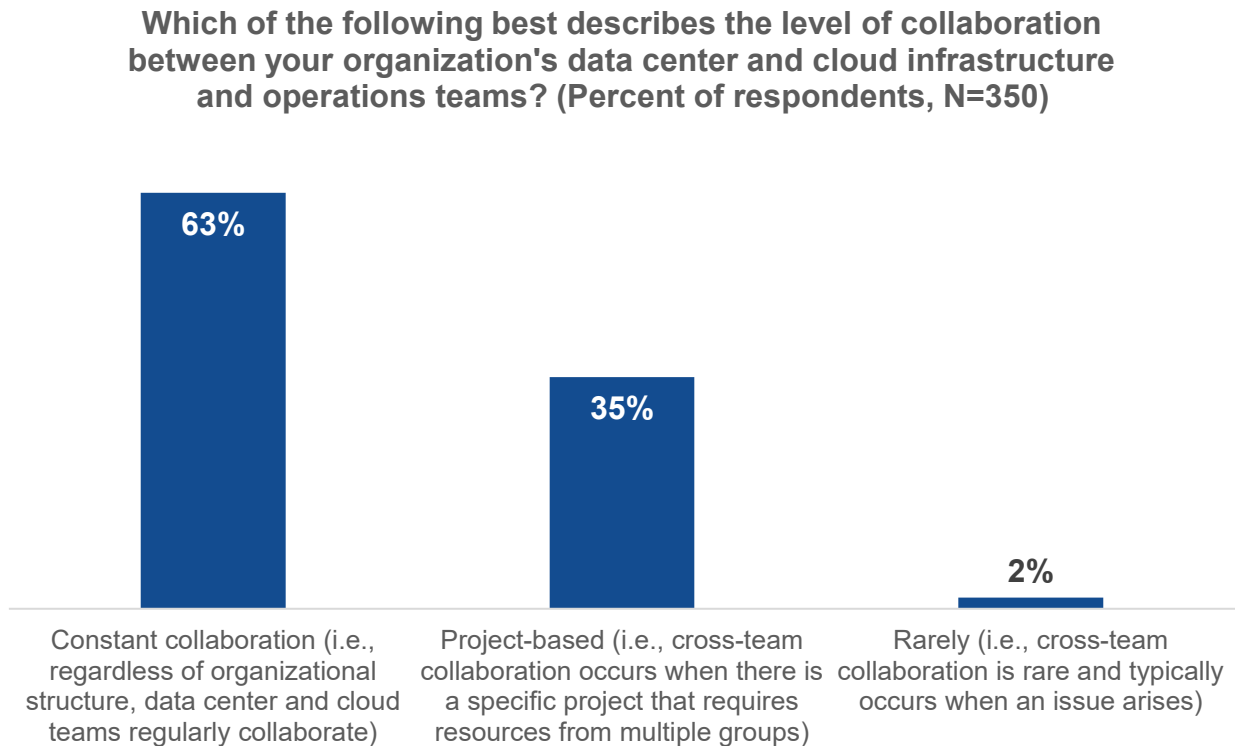 Which of the following best describes the level of collaboration
between your organization's data center and cloud infrastructure
and operations teams? (Percent of respondents, N=350)
63%
35%
2%
Constant collaboration (i.e.,
regardless of organizational
structure, data center and cloud
teams regularly collaborate)
Project-based (i.e., cross-team
collaboration occurs when there is
a specific project that requires
resources from multiple groups)
Rarely (i.e., cross-team
collaboration is rare and typically
occurs when an issue arises)